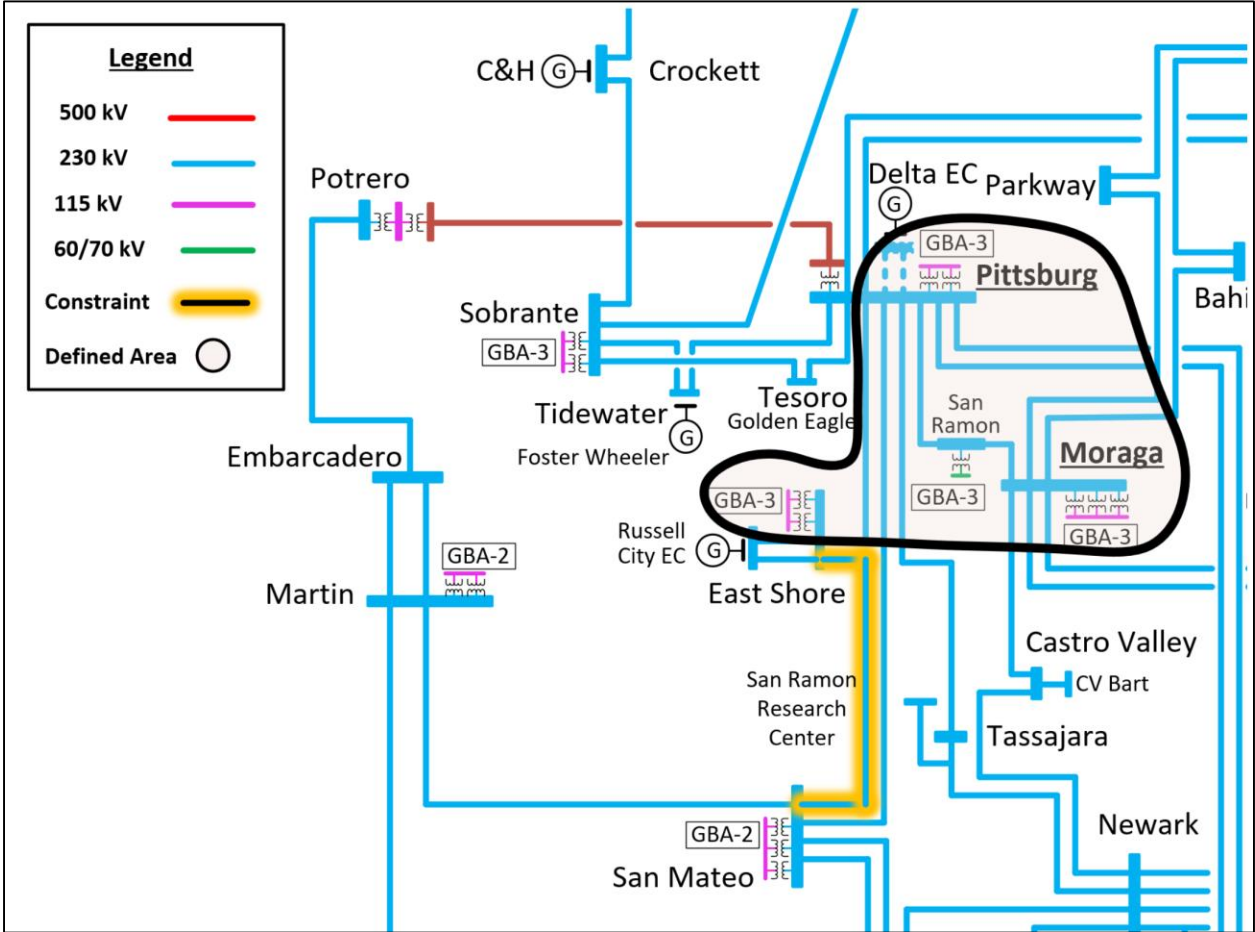 Legend
500 kV
230 kV
115 kV
60/70 kV
Constraint
Defined Area
C&H
G
Crockett
Potrero
Delta EC
G
Parkway
GBA-3
Pittsburg
Bahi
Sobrante
GBA-3
Tidewater
G
Foster Wheeler
Tesoro
Golden Eagle
San
Ramon
GBA-3
Moraga
GBA-3
Embarcadero
GBA-3
Russell
City EC
G
East Shore
GBA-2
Martin
Castro Valley
CV Bart
San Ramon
Research
Center
Tassajara
GBA-2
San Mateo
Newark